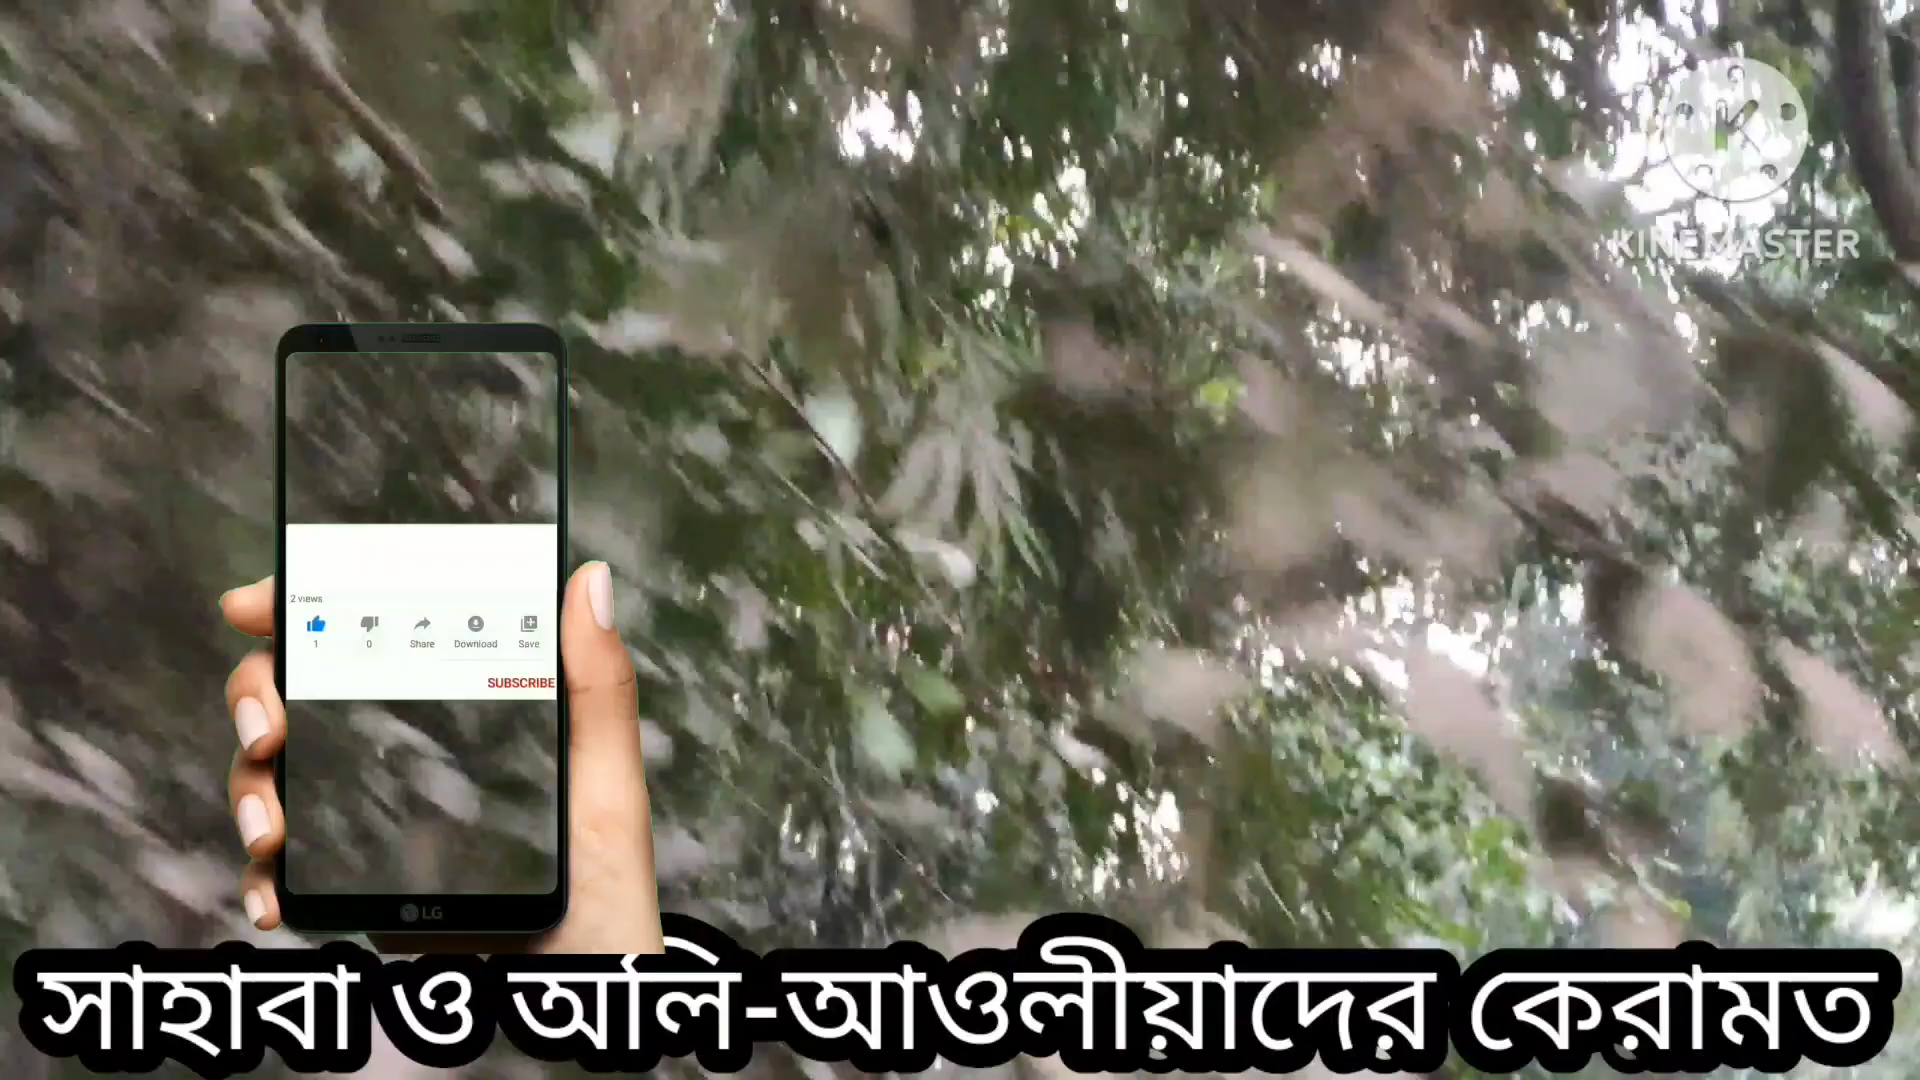 KINEMASTER
2 views
1 0 Share Download Save
SUBSCRIBE
LG
সাহাবা ও অলি-আওলীয়াদের কেরামত